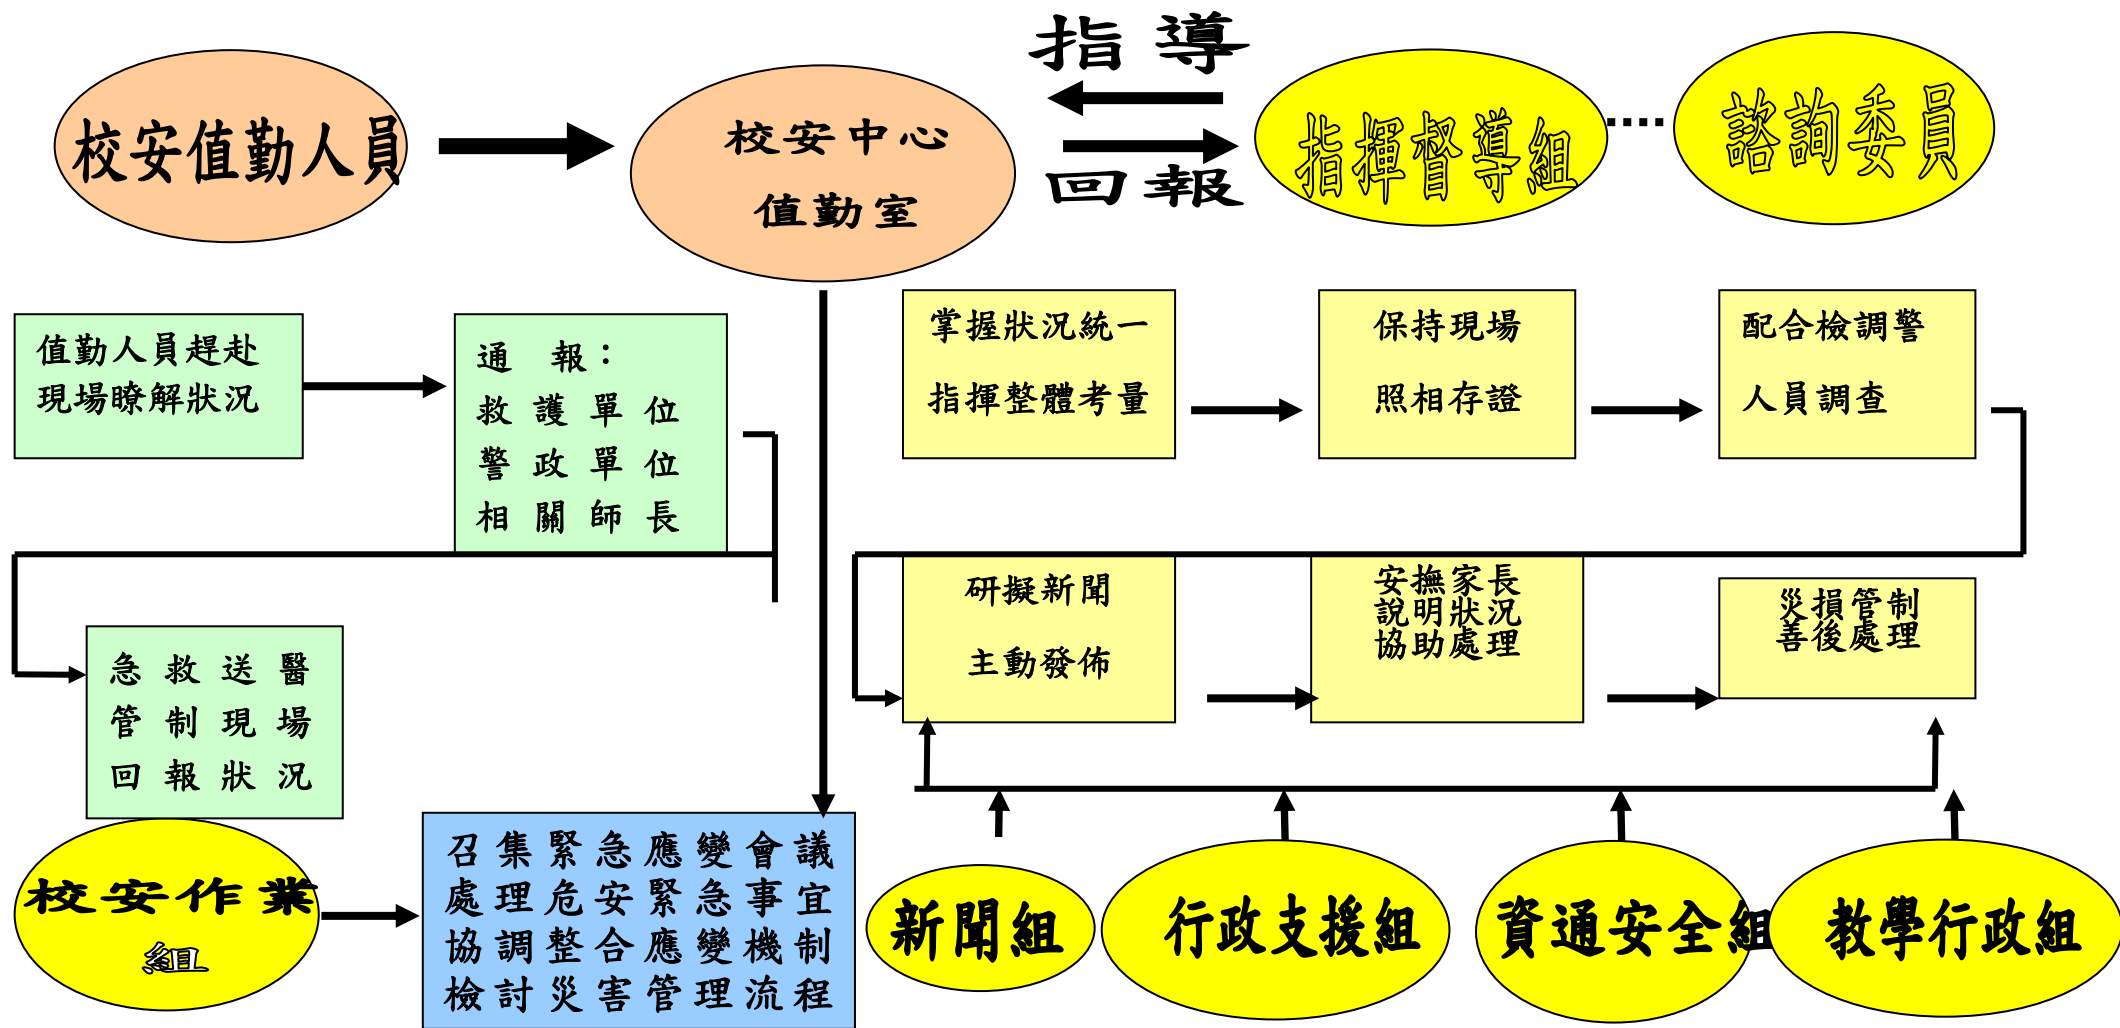 指導
校安值勤人員
校安中心
值勤室
回報
指揮督導組
諮詢委員
值勤人員趕赴
現場瞭解狀況
通 報：
救護單位
警政單位
相關師長
掌握狀況統一
指揮整體考量
保持現場
照相存證
配合檢調警
人員調查
急救送醫
管制現場
回報狀況
研擬新聞
主動發佈
安撫家長
說明狀況
協助處理
災損管制
善後處理
校安作業
組
召集緊急應變會議
處理危安緊急事宜
協調整合應變機制
檢討災害管理流程
新聞組
行政支援組
資通安全組
教學行政組